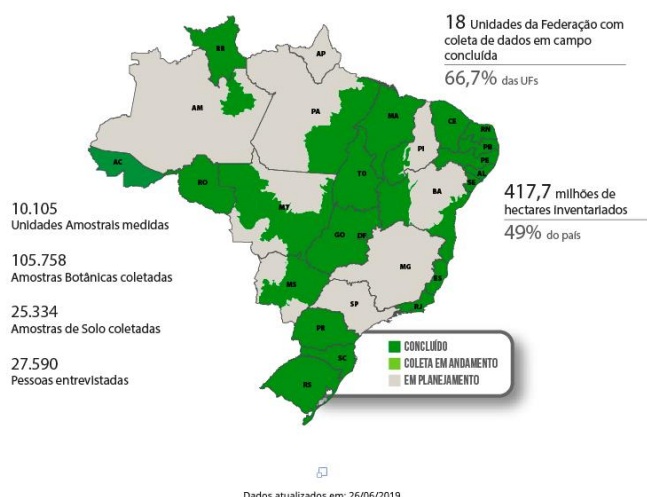 18 Unidades da Federação com
coleta de dados em campo
concluída
66,7% das UFs
RR
AP
AM
PA
MA
CE
RN
PB
PE
AL
SE
PI
AC
RO
TO
BA
MT
GO
DF
MG
ES
MS
SP
RJ
PR
SC
RS
417,7 milhões de
hectares inventariados
49% do país
10.105
Unidades Amostrais medidas
105.758
Amostras Botânicas coletadas
25.334
Amostras de Solo coletadas
27.590
Pessoas entrevistadas
CONCLUÍDO
COLETA EM ANDAMENTO
EM PLANEJAMENTO
Dados atualizados em: 26/06/2019